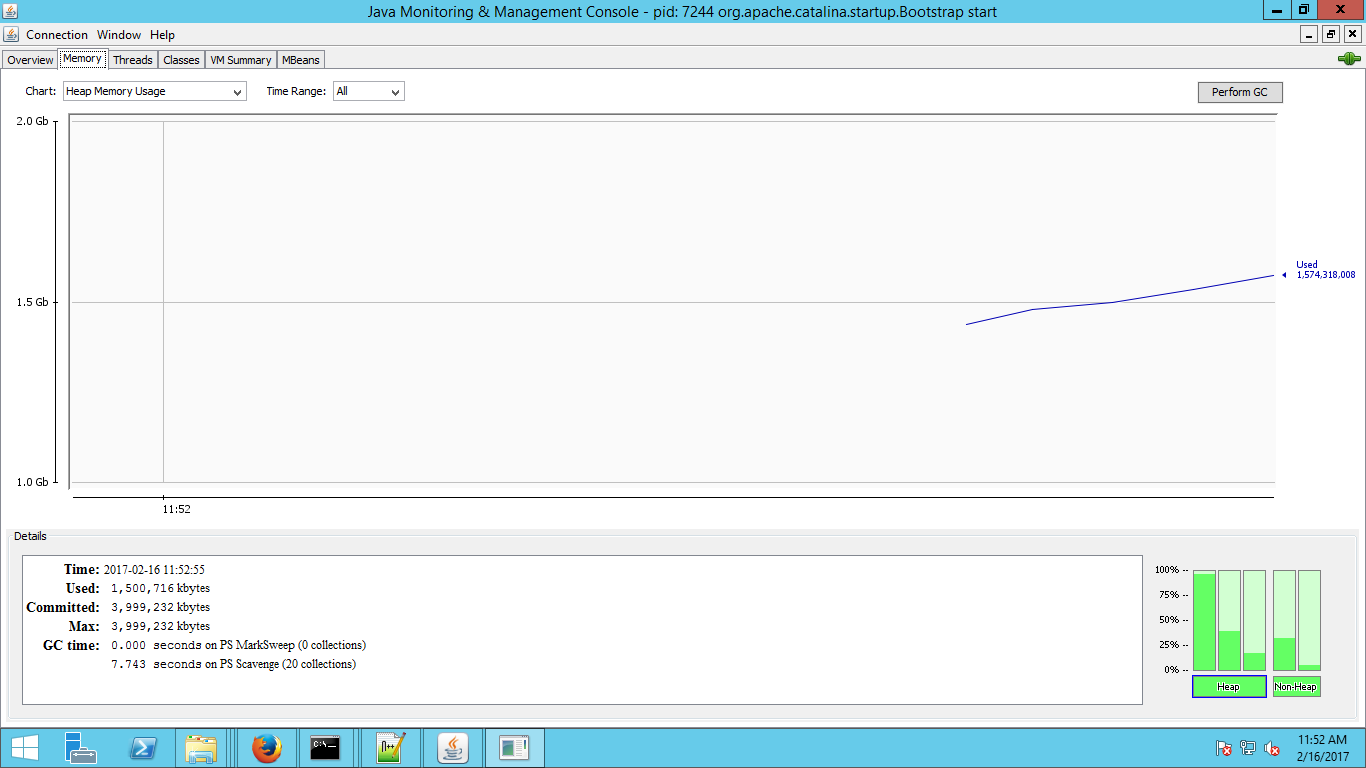 Java Monitoring & Management Console - pid: 7244 org.apache.catalina.startup.Bootstrap start
Connection Window Help
Overview Memory Threads Classes VM Summary MBeans
Chart: Heap Memory Usage Time Range: All Perform GC
2.0 Gb
Used
1,574,318,008
1.5 Gb
1.0 Gb
11:52
Details
Time: 2017-02-16 11:52:55
Used: 1,500,716 kbytes
Committed: 3,999,232 kbytes
Max: 3,999,232 kbytes
GC time: 0.000 seconds on PS MarkSweep (0 collections)
7.743 seconds on PS Scavenge (20 collections)
100% --
75% --
50% --
25% --
0% --
Heap Non-Heap
C:\_
11:52 AM
2/16/2017